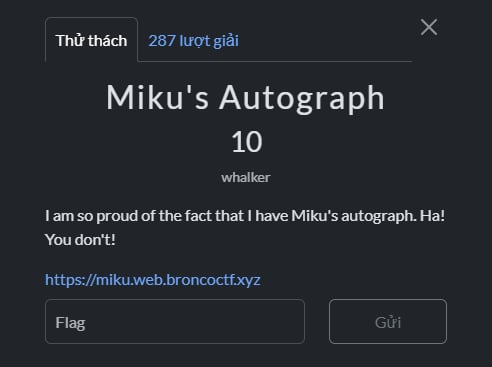 Thử thách
287 lượt giải
Miku's Autograph
10
whalker
I am so proud of the fact that I have Miku's autograph. Ha!
You don't!
https://miku.web.broncoctf.xyz
Flag
Gửi